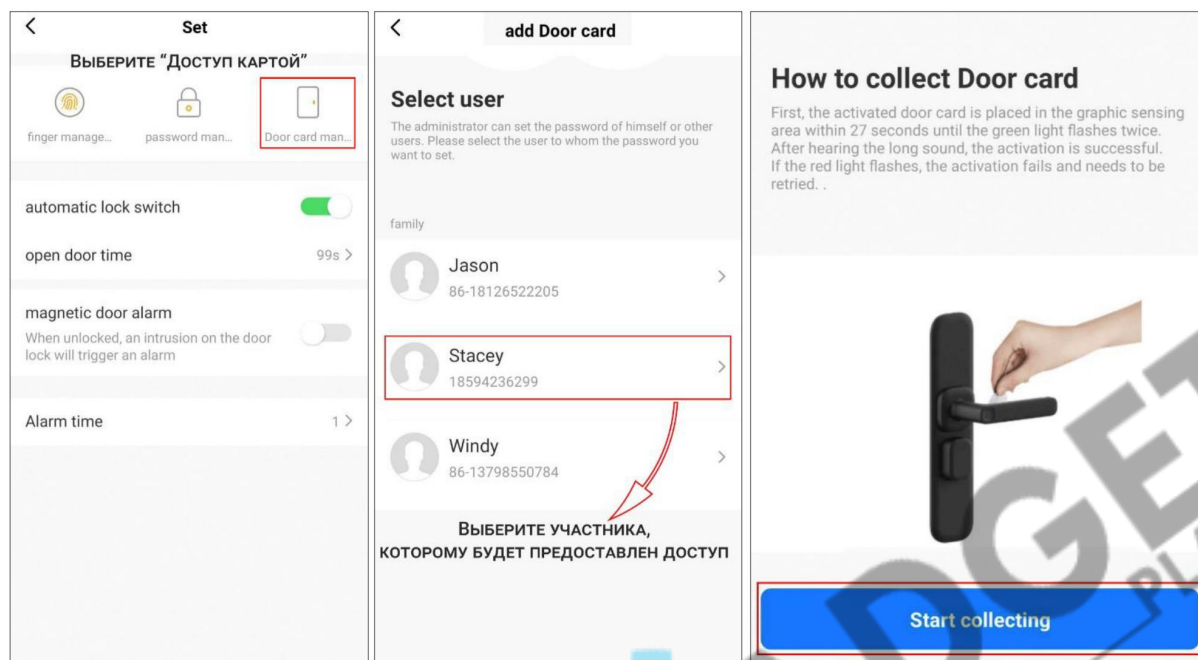 Set
Выберите “Доступ картой”
finger manage...
password man...
Door card man...
automatic lock switch
open door time
99s >
magnetic door alarm
When unlocked, an intrusion on the door
lock will trigger an alarm
Alarm time
1 >
add Door card
Select user
The administrator can set the password of himself or other
users. Please select the user to whom the password you
want to set.
family
Jason
86-18126522205
Stacey
18594236299
Windy
86-13798550784
Выберите участника,
которому будет предоставлен доступ
How to collect Door card
First, the activated door card is placed in the graphic sensing
area within 27 seconds until the green light flashes twice.
After hearing the long sound, the activation is successful.
If the red light flashes, the activation fails and needs to be
retried. .
Start collecting